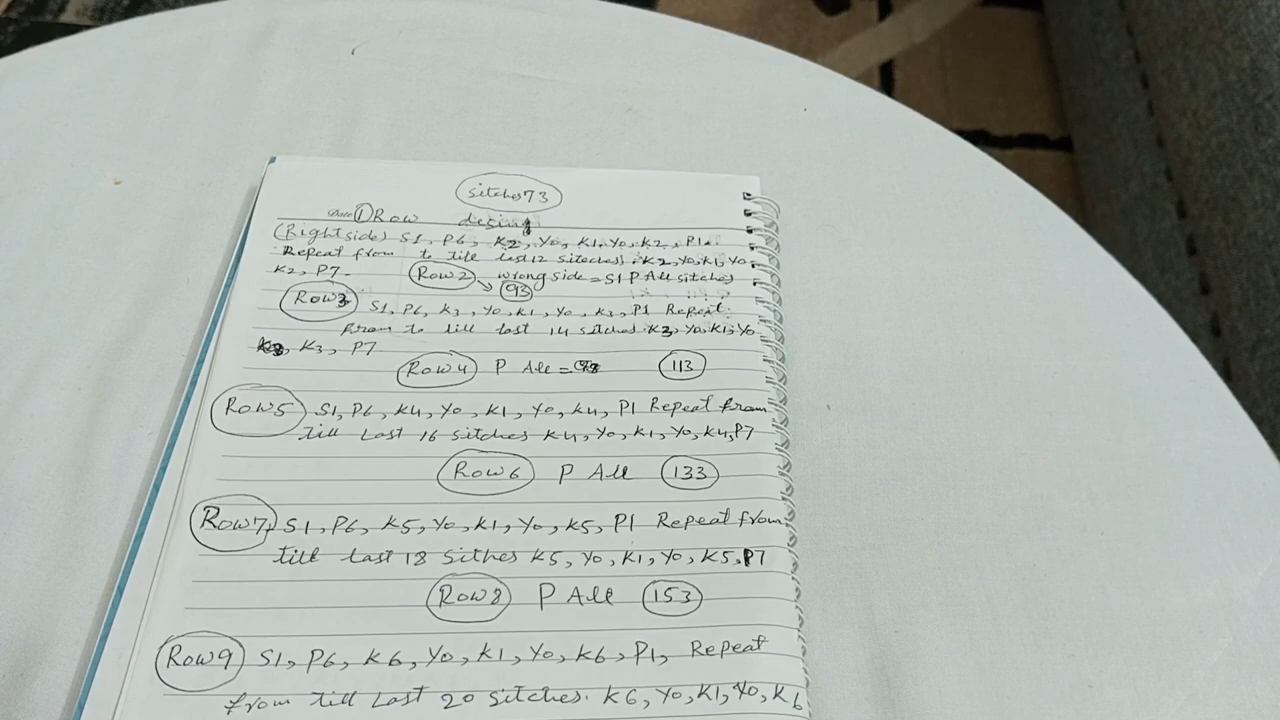 Sitches 73
Date ① Row desing
(Right side) S1, P6, K2, Yo, K1, Yo, K2, P1.
Repeat from to till last 12 siteches. K2, Yo, K1, Yo,
K2, P7- Row 2 wrong side = S1 P All sitches
93
Row 3 S1, P6, K3, Yo, K1, Yo, K3, P1 Repeat
from to till last 14 sitches. K3, Yo, K1, Yo
K3, P7
Row 4 P All = 113
Row 5 S1, P6, K4, Yo, K1, Yo, K4, P1 Repeat from
till Last 16 sitches K4, Yo, K1, Yo, K4, P7
Row 6 P All 133
Row 7, S1, P6, K5, Yo, K1, Yo, K5, P1 Repeat from
till Last 18 Sithes K5, Yo, K1, Yo, K5, P7
Row 8 P All 153
Row 9 S1, P6, K6, Yo, K1, Yo, K6, P1, Repeat
from till Last 20 Sitches. K6, Yo, K1, Yo, K6